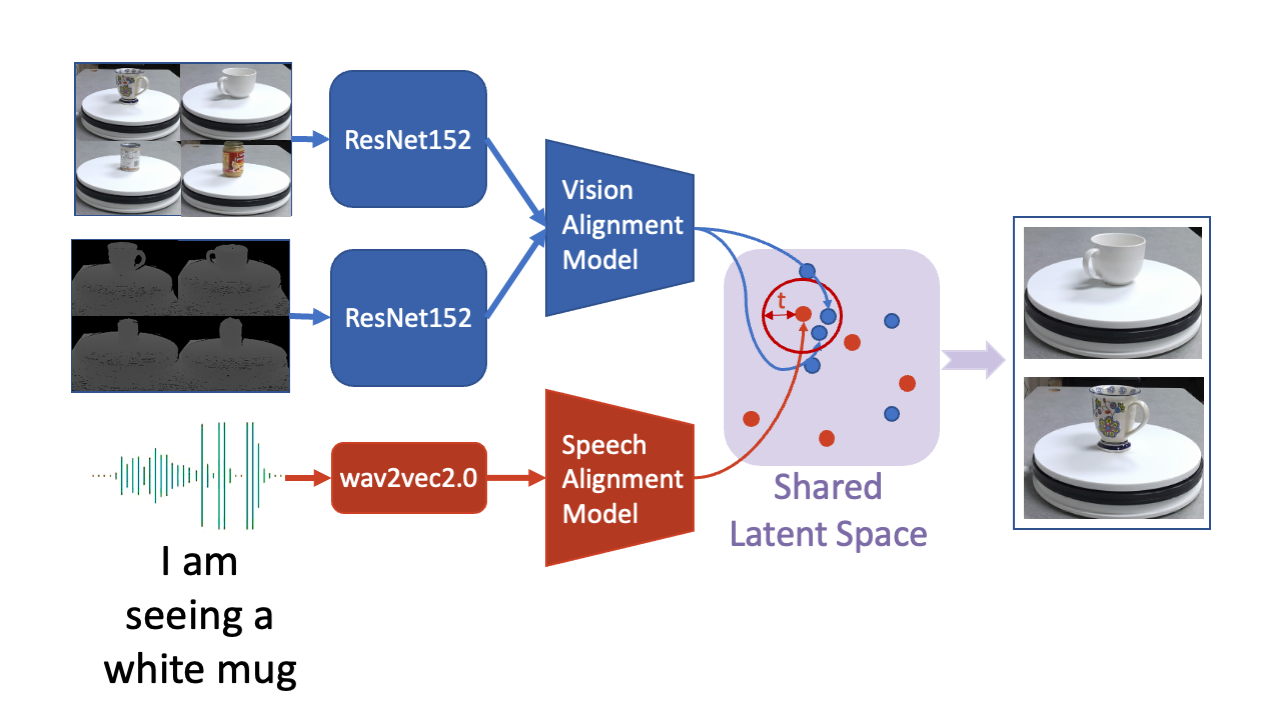 ResNet152
ResNet152
Vision
Alignment
Model
t
wav2vec2.0
Speech
Alignment
Model
Shared
Latent Space
I am
seeing a
white mug